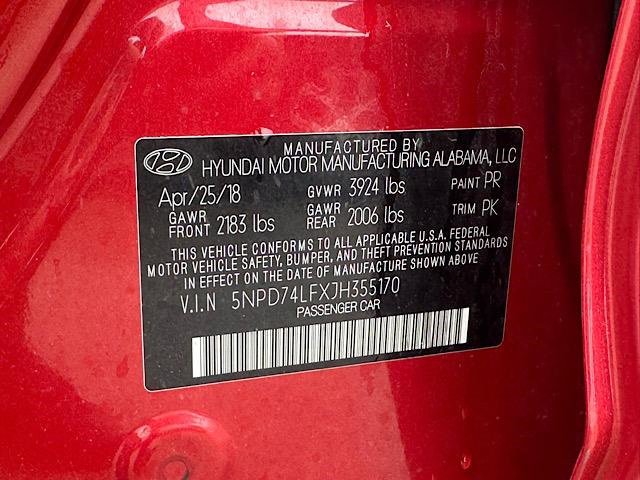 MANUFACTURED BY
HYUNDAI MOTOR MANUFACTURING ALABAMA, LLC
Apr/25/18 GVWR 3924 lbs PAINT PR
GAWR FRONT 2183 lbs GAWR REAR 2006 lbs TRIM PK
THIS VEHICLE CONFORMS TO ALL APPLICABLE U.S.A. FEDERAL
MOTOR VEHICLE SAFETY, BUMPER, AND THEFT PREVENTION STANDARDS
IN EFFECT ON THE DATE OF MANUFACTURE SHOWN ABOVE
V.I.N 5NPD74LFXJH355170
PASSENGER CAR